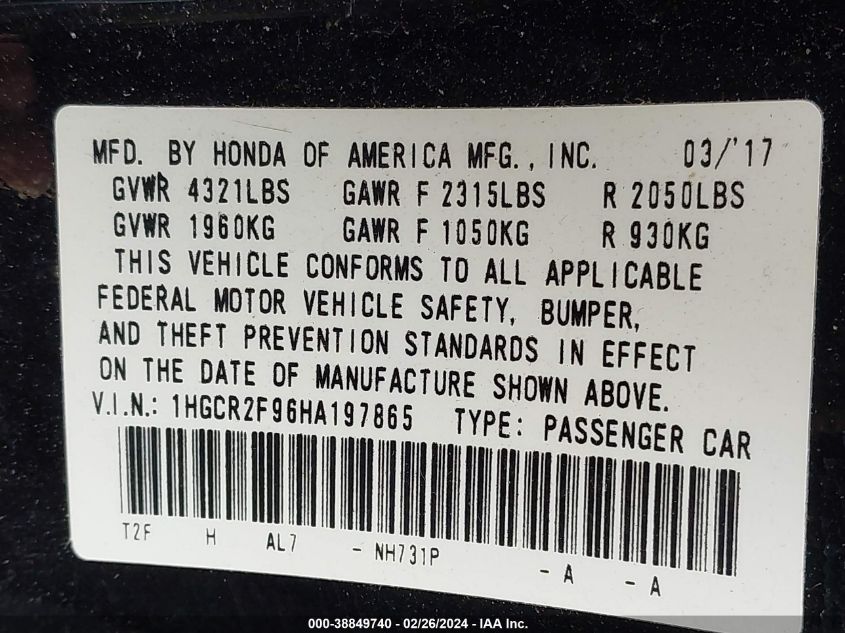 MFD. BY HONDA OF AMERICA MFG., INC. 03/'17
GVWR 4321LBS GAWR F 2315LBS R 2050LBS
GVWR 1960KG GAWR F 1050KG R 930KG
THIS VEHICLE CONFORMS TO ALL APPLICABLE
FEDERAL MOTOR VEHICLE SAFETY, BUMPER,
AND THEFT PREVENTION STANDARDS IN EFFECT
ON THE DATE OF MANUFACTURE SHOWN ABOVE.
V.I.N.: 1HGCR2F96HA197865 TYPE: PASSENGER CAR
T2F H AL7 - NH731P - A - A
000-38849740 - 02/26/2024 - IAA Inc.